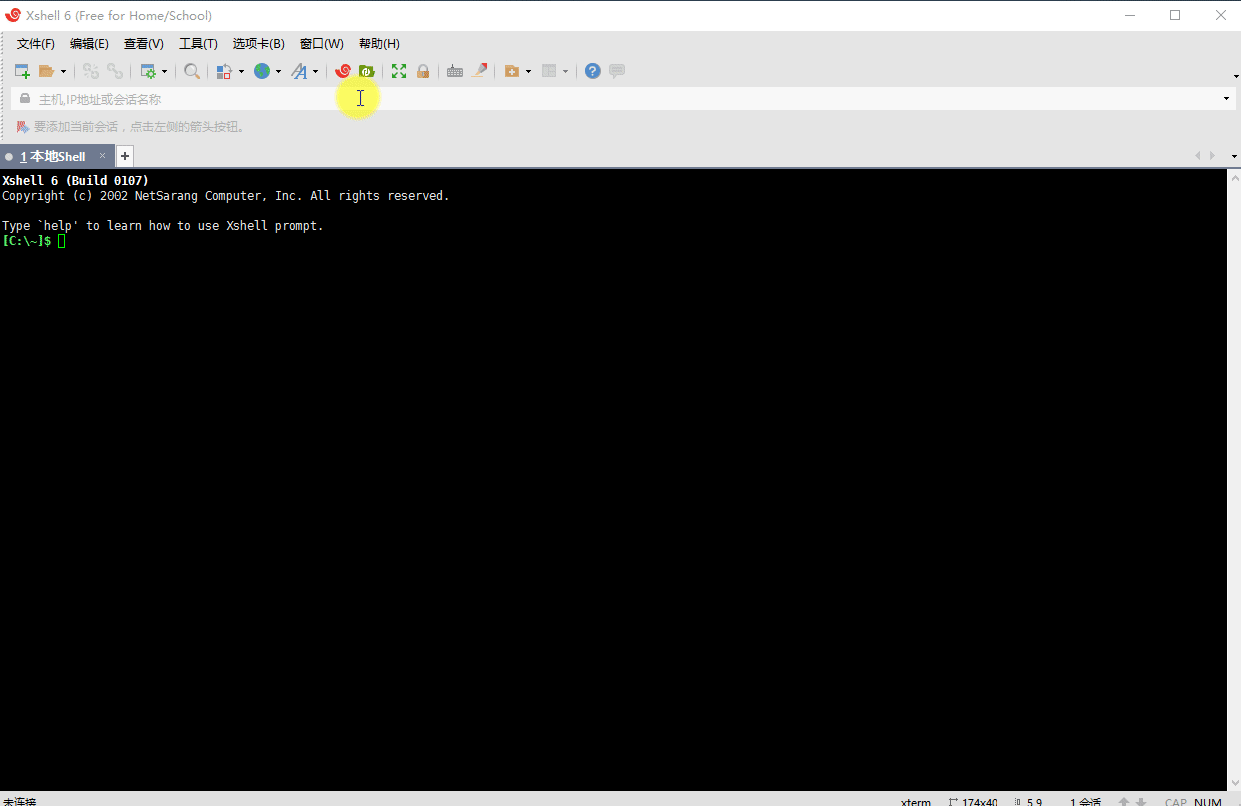 Xshell 6 (Free for Home/School)
文件(F) 编辑(E) 查看(V) 工具(T) 选项卡(B) 窗口(W) 帮助(H)
主机,IP地址或会话名称
要添加当前会话，点击左侧的箭头按钮。
1 本地Shell × +
Xshell 6 (Build 0107)
Copyright (c) 2002 NetSarang Computer, Inc. All rights reserved.
Type `help' to learn how to use Xshell prompt.
[C:\~]$
未连接 xterm 174x40 5,9 1 会话 CAP NUM